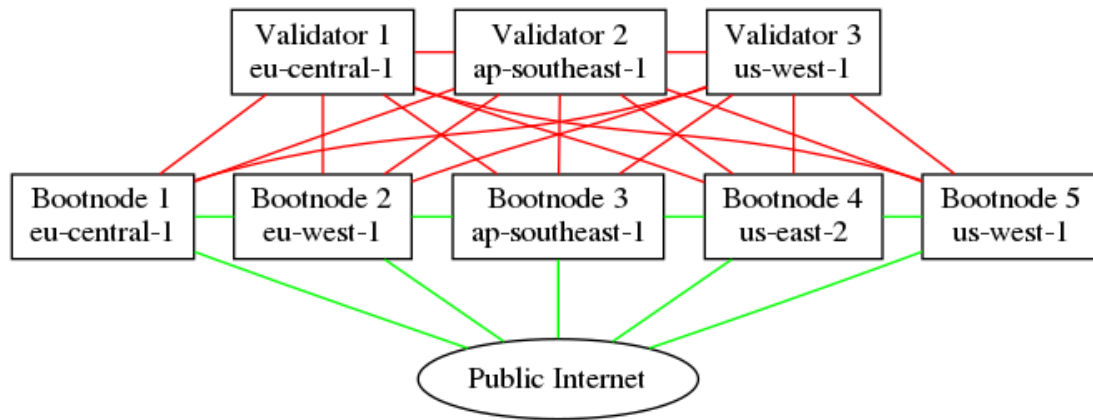 Validator 1
eu-central-1
Validator 2
ap-southeast-1
Validator 3
us-west-1
Bootnode 1
eu-central-1
Bootnode 2
eu-west-1
Bootnode 3
ap-southeast-1
Bootnode 4
us-east-2
Bootnode 5
us-west-1
Public Internet